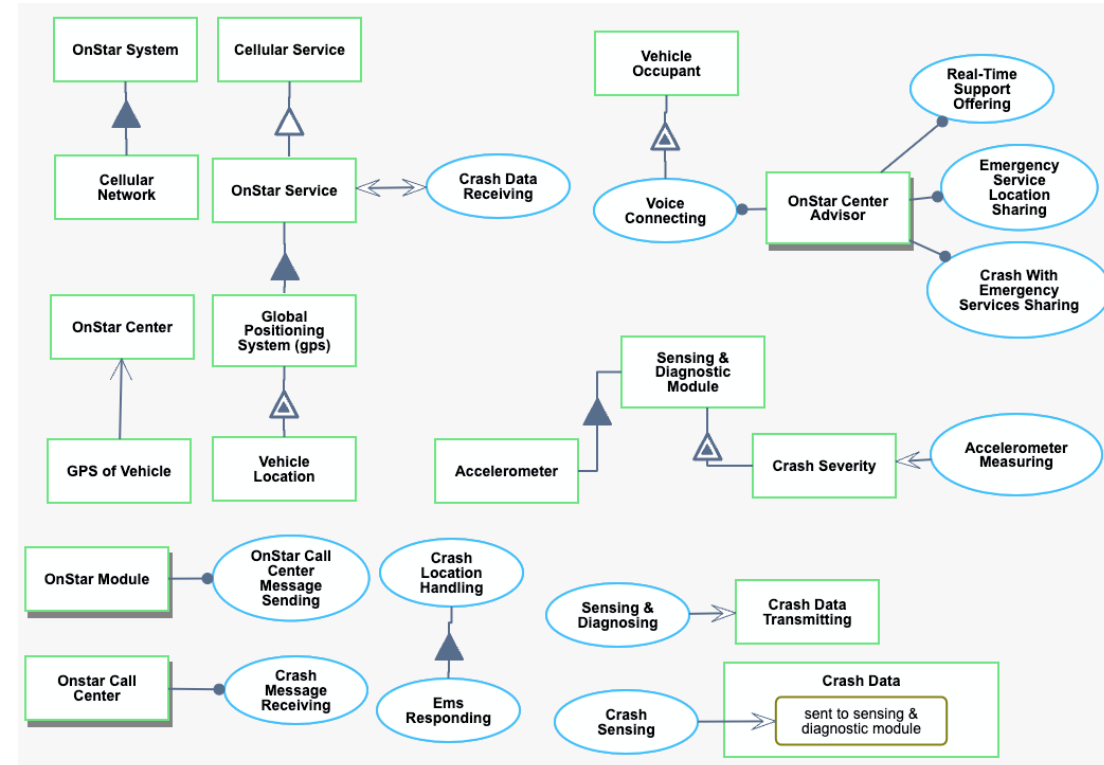 OnStar System
Cellular Service
Vehicle
Occupant
Real-Time
Support
Offering
Cellular
Network
OnStar Service
Crash Data
Receiving
Voice
Connecting
OnStar Center
Advisor
Emergency
Service
Location
Sharing
Crash With
Emergency
Services Sharing
OnStar Center
Global
Positioning
System (gps)
Sensing &
Diagnostic
Module
GPS of Vehicle
Vehicle
Location
Accelerometer
Crash Severity
Accelerometer
Measuring
OnStar Module
OnStar Call
Center
Message
Sending
Crash
Location
Handling
Sensing &
Diagnosing
Crash Data
Transmitting
Onstar Call
Center
Crash
Message
Receiving
Ems
Responding
Crash
Sensing
Crash Data
sent to sensing &
diagnostic module